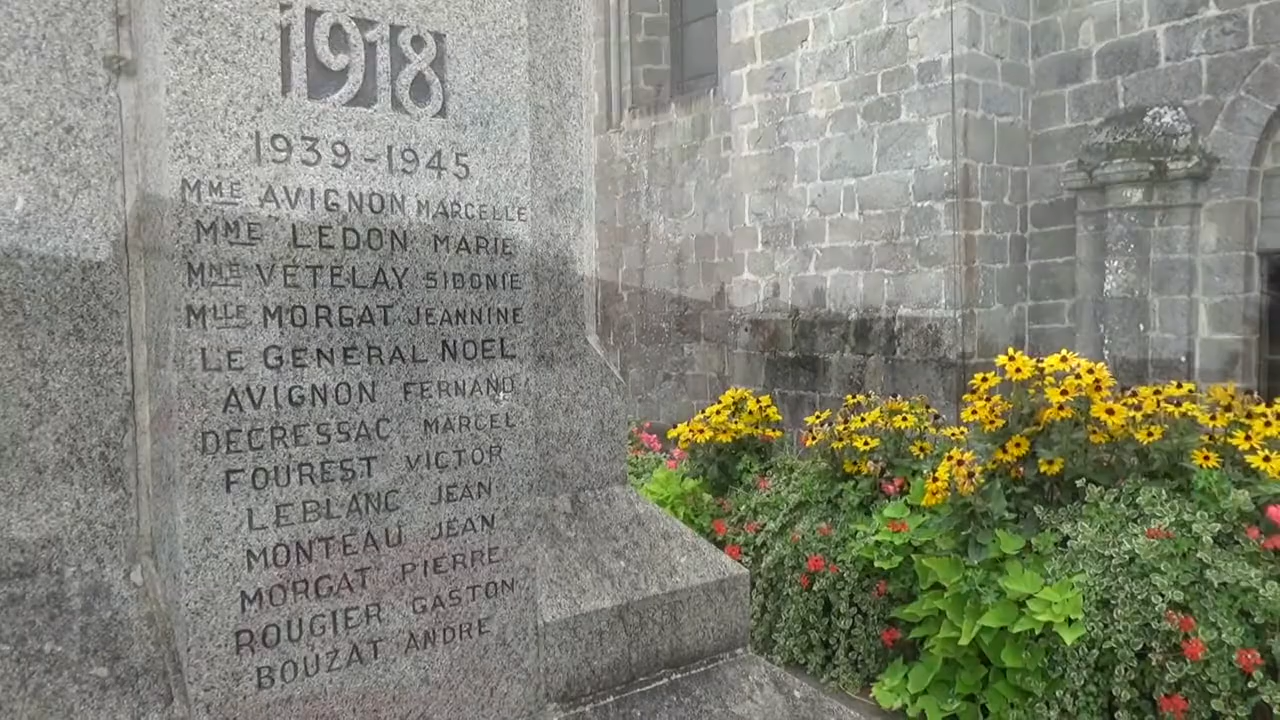 1918
1939-1945
MME AVIGNON MARCELLE
MME LEDON MARIE
MME VETELAY SIDONIE
MLLE MORGAT JEANNINE
LE GENERAL NOEL
AVIGNON FERNAND
DECRESSAC MARCEL
FOUREST VICTOR
LEBLANC JEAN
MONTEAU JEAN
MORGAT PIERRE
ROUGIER GASTON
BOUZAT ANDRE